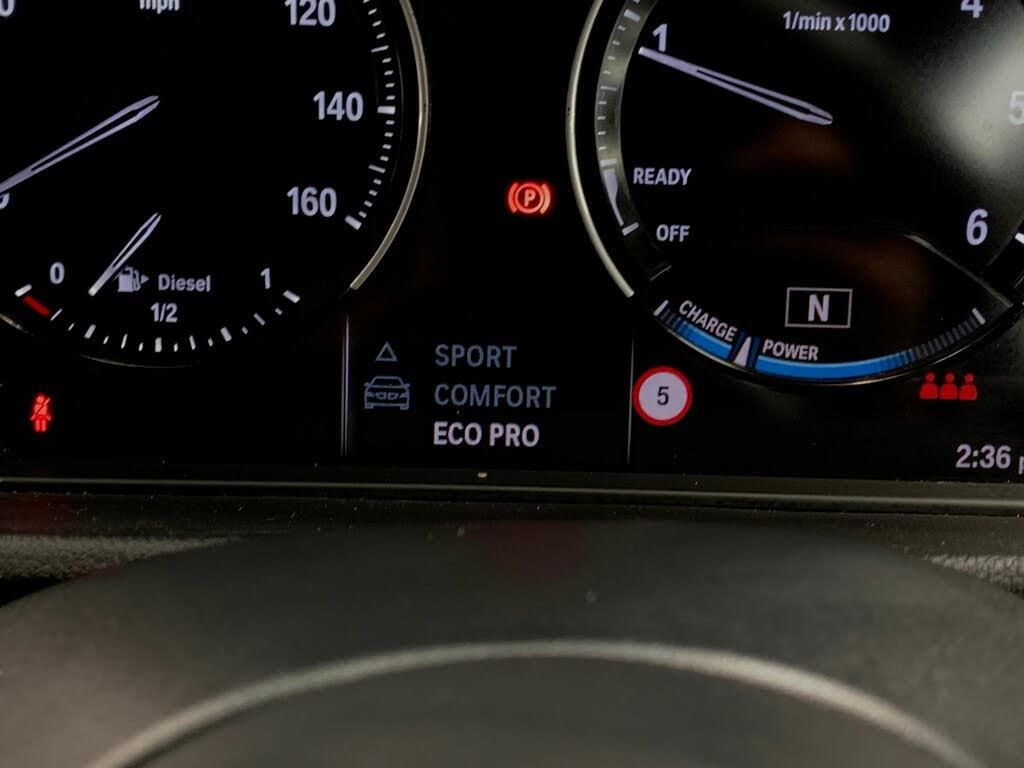 mph
120
140
160
0
Diesel
1
1/2
P
SPORT
COMFORT
ECO PRO
5
1/min x 1000
1
4
5
6
READY
OFF
N
CHARGE
POWER
2:36